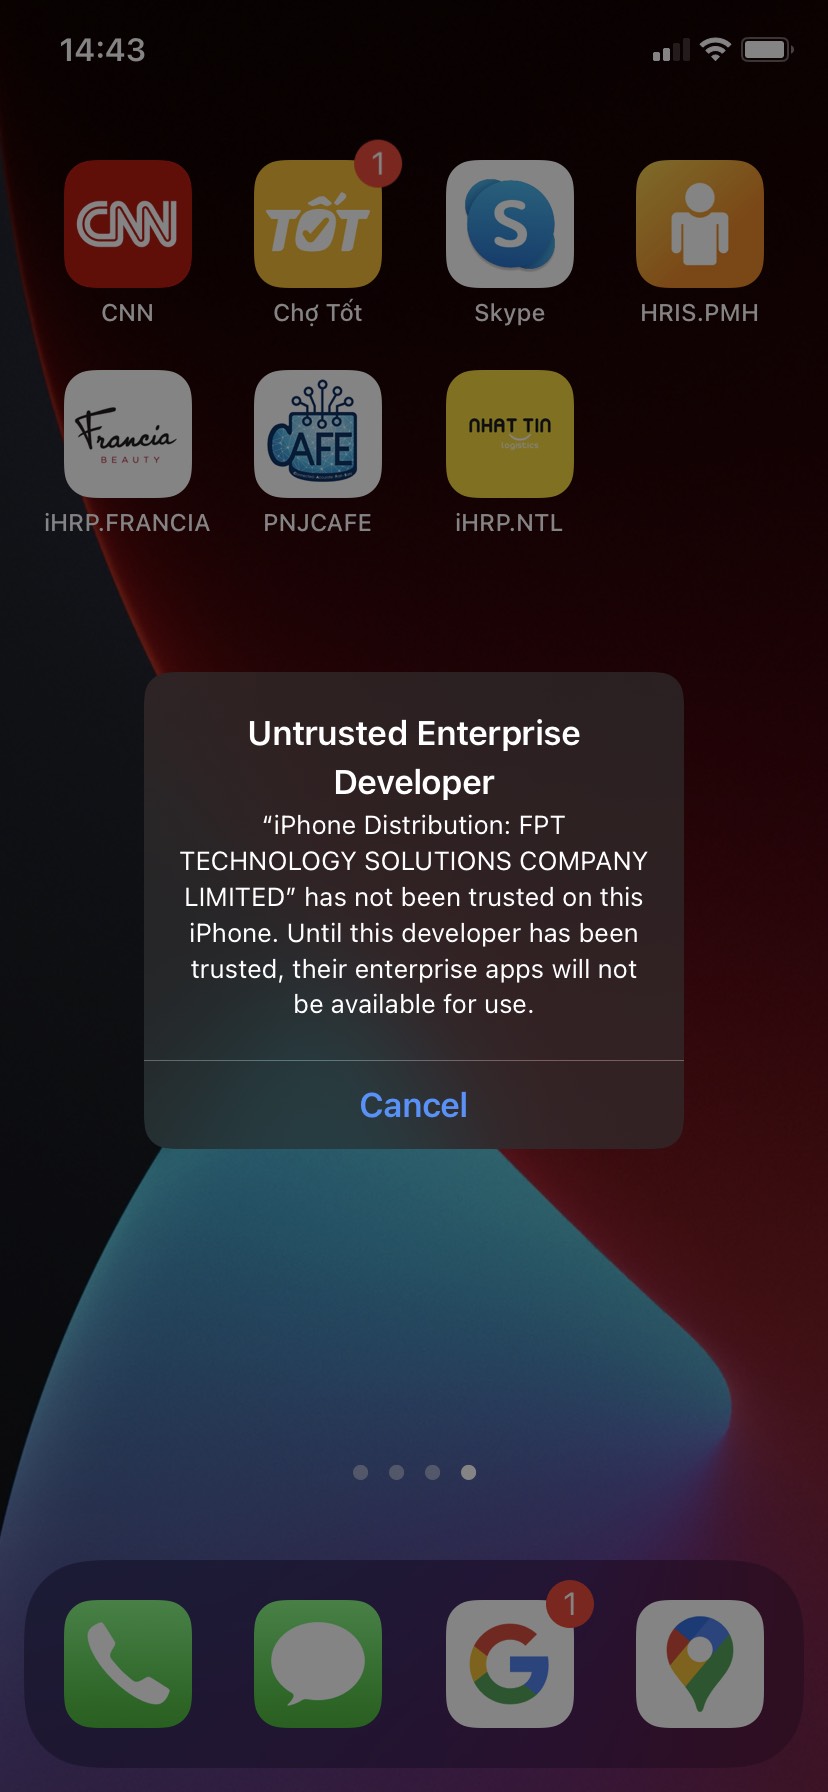 14:43
1
CNN
TỐT
S
CNN
Chợ Tốt
Skype
HRIS.PMH
Francia
BEAUTY
CAFE
NHAT TIN
logistics
iHRP.FRANCIA
PNJCAFE
iHRP.NTL
Untrusted Enterprise
Developer
“iPhone Distribution: FPT
TECHNOLOGY SOLUTIONS COMPANY
LIMITED” has not been trusted on this
iPhone. Until this developer has been
trusted, their enterprise apps will not
be available for use.
Cancel
1
G